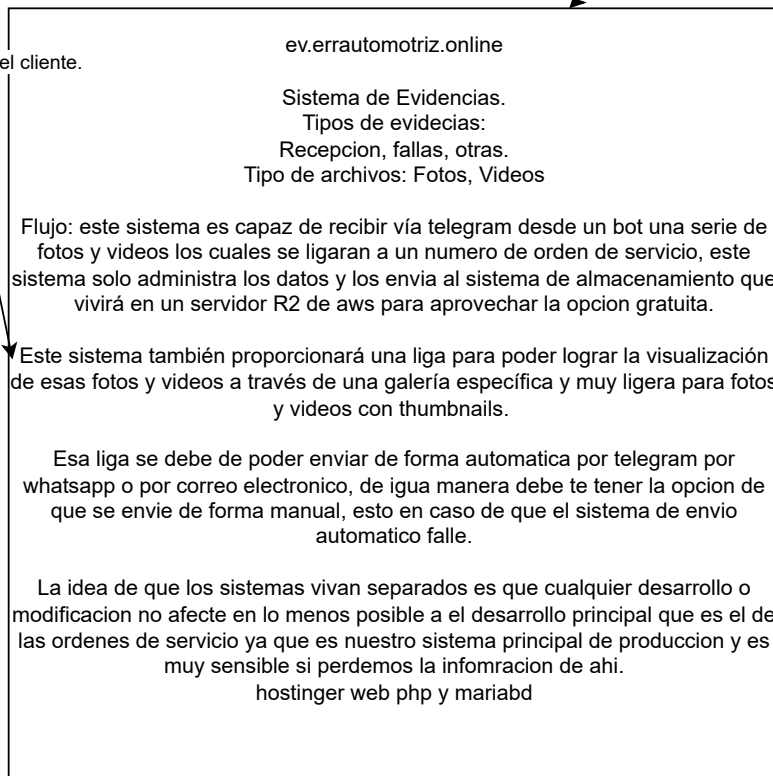 ev.errautomotriz.online
el cliente.
Sistema de Evidencias.
Tipos de evidecias:
Recepcion, fallas, otras.
Tipo de archivos: Fotos, Videos
Flujo: este sistema es capaz de recibir vía telegram desde un bot una serie de
fotos y videos los cuales se ligaran a un numero de orden de servicio, este
sistema solo administra los datos y los envia al sistema de almacenamiento que
vivirá en un servidor R2 de aws para aprovechar la opcion gratuita.
Este sistema también proporcionará una liga para poder lograr la visualización
de esas fotos y videos a través de una galería específica y muy ligera para fotos
y videos con thumbnails.
Esa liga se debe de poder enviar de forma automatica por telegram por
whatsapp o por correo electronico, de igua manera debe te tener la opcion de
que se envie de forma manual, esto en caso de que el sistema de envio
automatico falle.
La idea de que los sistemas vivan separados es que cualquier desarrollo o
modificacion no afecte en lo menos posible a el desarrollo principal que es el de
las ordenes de servicio ya que es nuestro sistema principal de produccion y es
muy sensible si perdemos la infomracion de ahi.
hostinger web php y mariabd